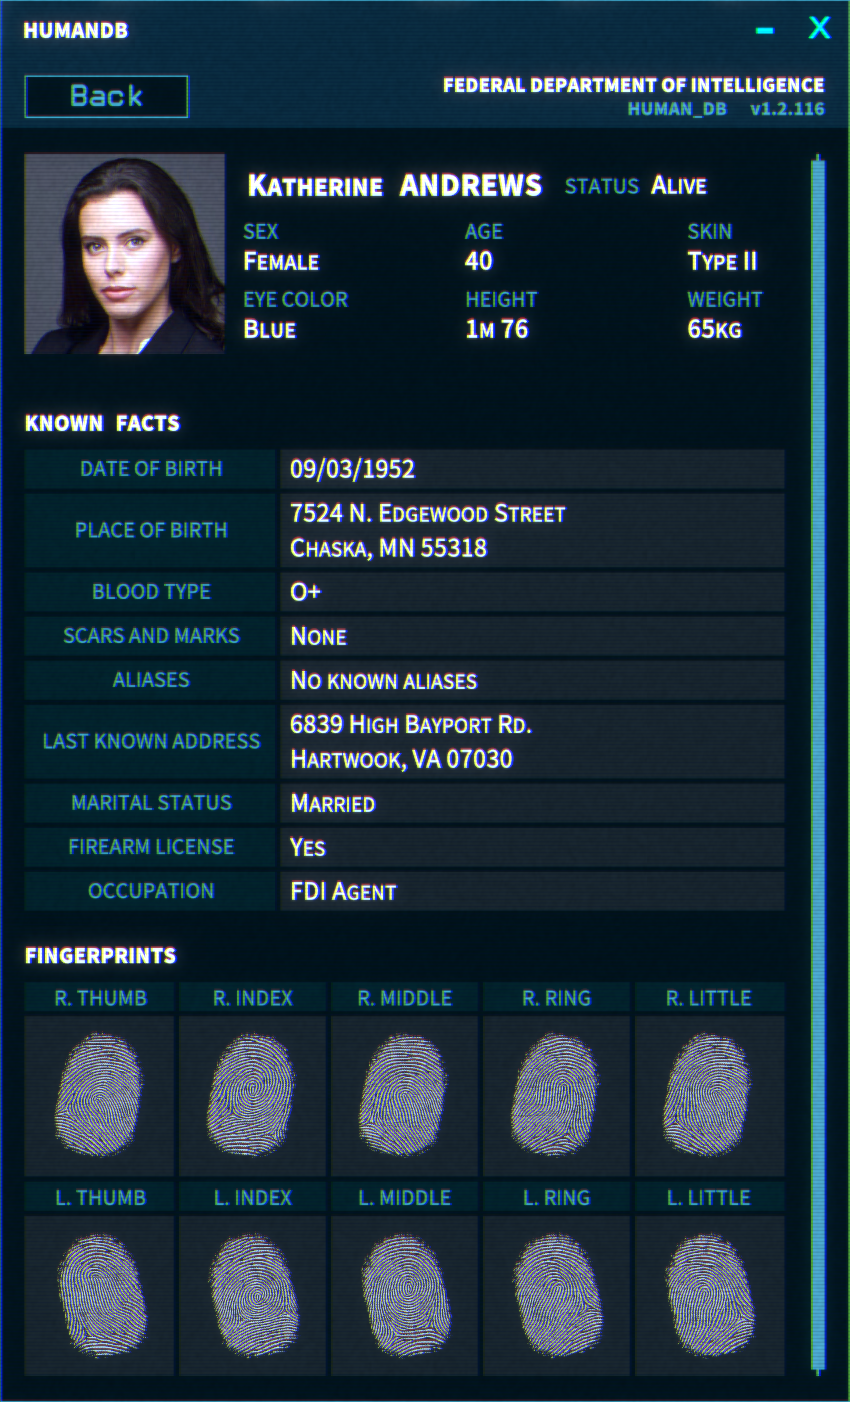 HUMANDB
– X
Back
FEDERAL DEPARTMENT OF INTELLIGENCE
HUMAN_DB v1.2.116
Katherine ANDREWS STATUS Alive
SEX AGE SKIN
Female 40 Type II
EYE COLOR HEIGHT WEIGHT
Blue 1m 76 65kg
KNOWN FACTS
DATE OF BIRTH 09/03/1952
PLACE OF BIRTH 7524 N. Edgewood Street
Chaska, MN 55318
BLOOD TYPE O+
SCARS AND MARKS None
ALIASES No known aliases
LAST KNOWN ADDRESS 6839 High Bayport Rd.
Hartwook, VA 07030
MARITAL STATUS Married
FIREARM LICENSE Yes
OCCUPATION FDI Agent
FINGERPRINTS
R. THUMB R. INDEX R. MIDDLE R. RING R. LITTLE
L. THUMB L. INDEX L. MIDDLE L. RING L. LITTLE